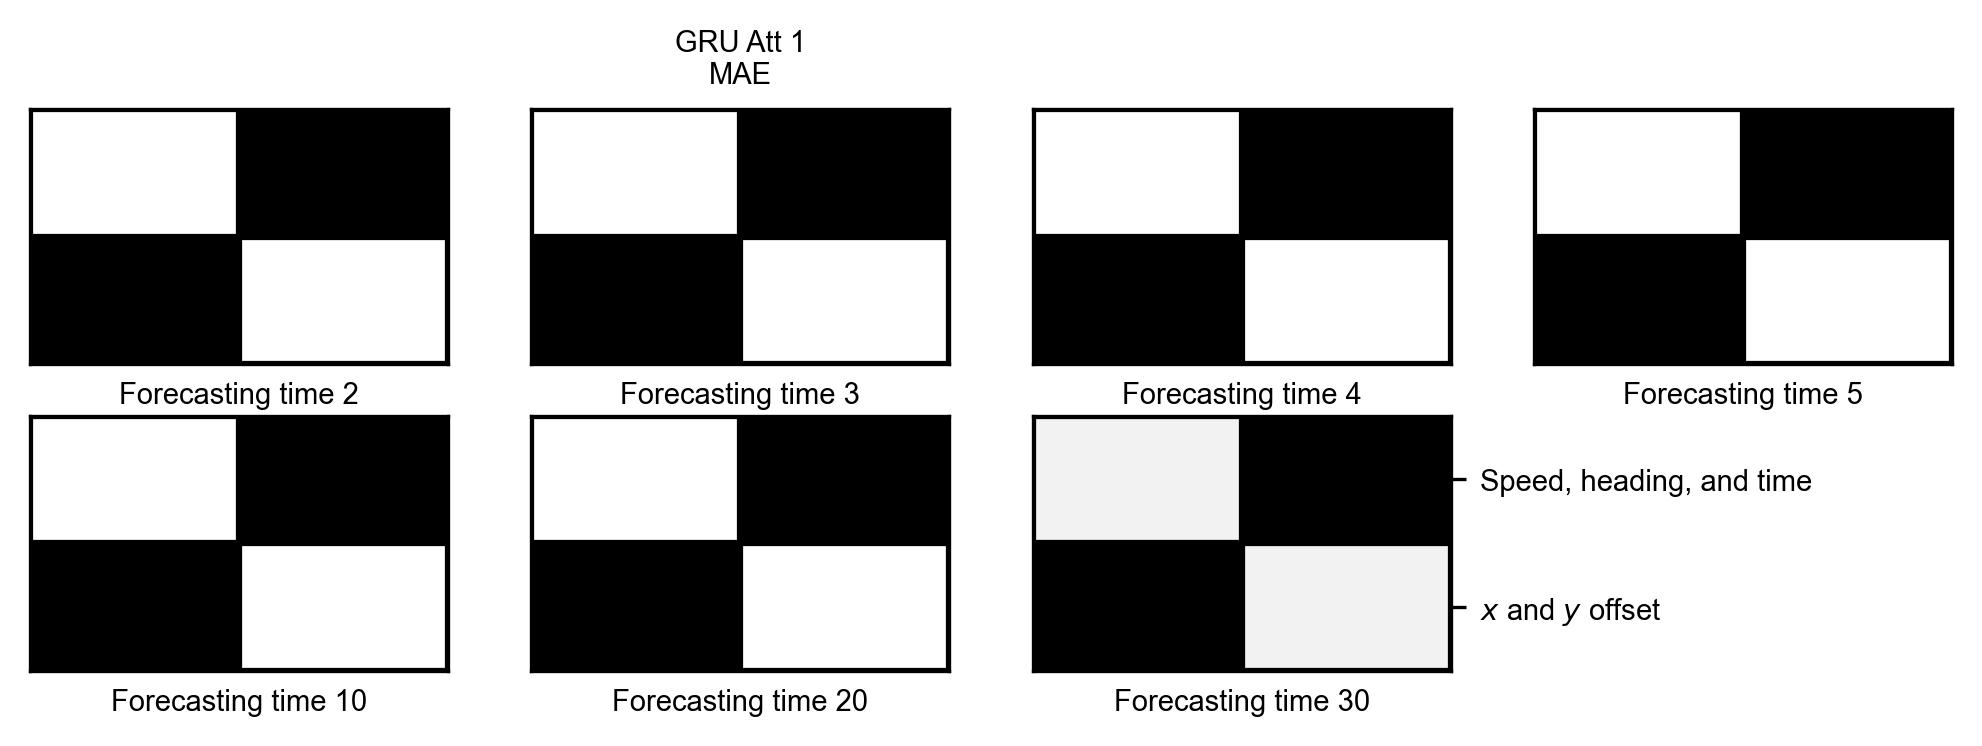 GRU Att 1
MAE
Forecasting time 2
Forecasting time 3
Forecasting time 4
Forecasting time 5
Speed, heading, and time
x and y offset
Forecasting time 10
Forecasting time 20
Forecasting time 30